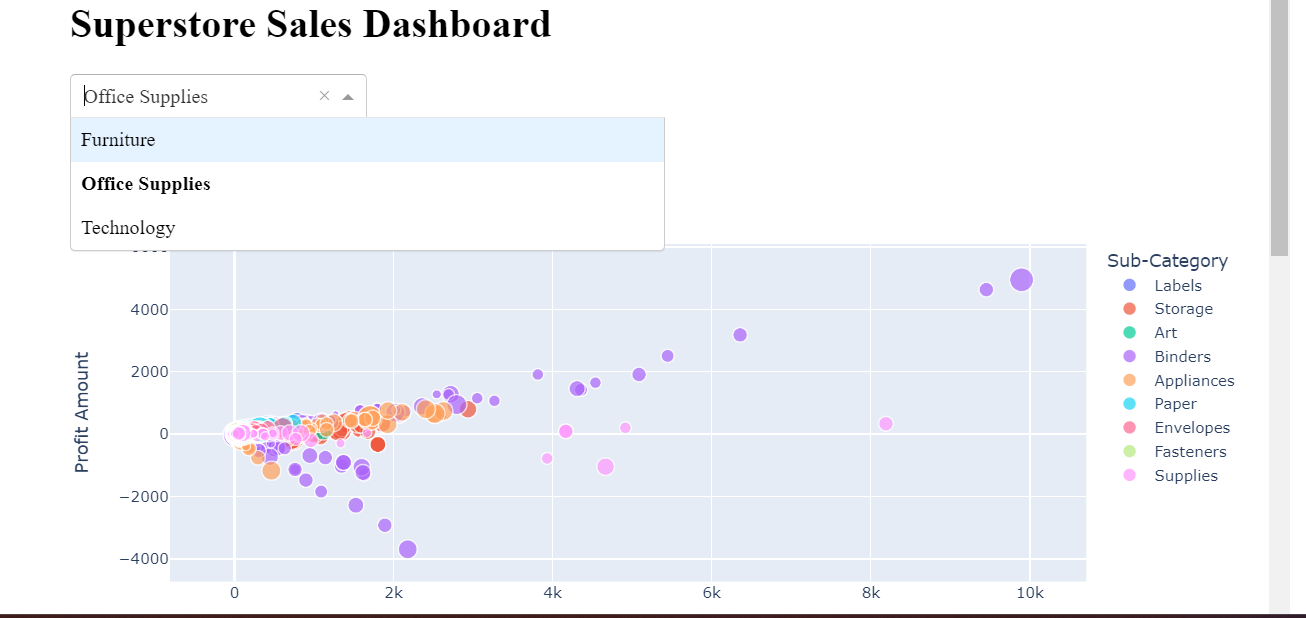 Superstore Sales Dashboard
Office Supplies × 
Furniture
Office Supplies
Technology
Profit Amount
4000
2000
0
−2000
−4000
0 2k 4k 6k 8k 10k
Sub-Category
Labels
Storage
Art
Binders
Appliances
Paper
Envelopes
Fasteners
Supplies